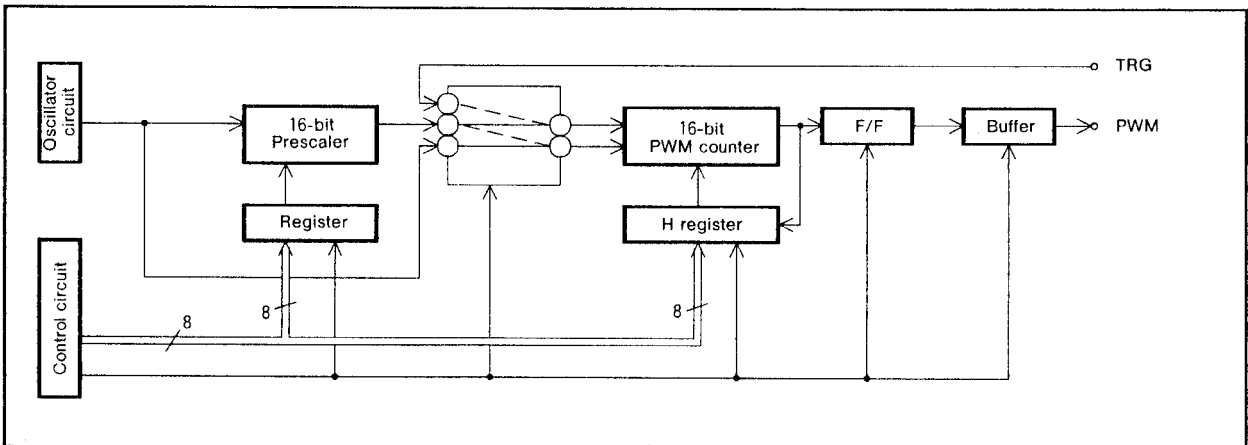 TRG
Oscillator
circuit
16-bit
Prescaler
16-bit
PWM counter
F/F
Buffer
PWM
Register
H register
Control circuit
8
8
8